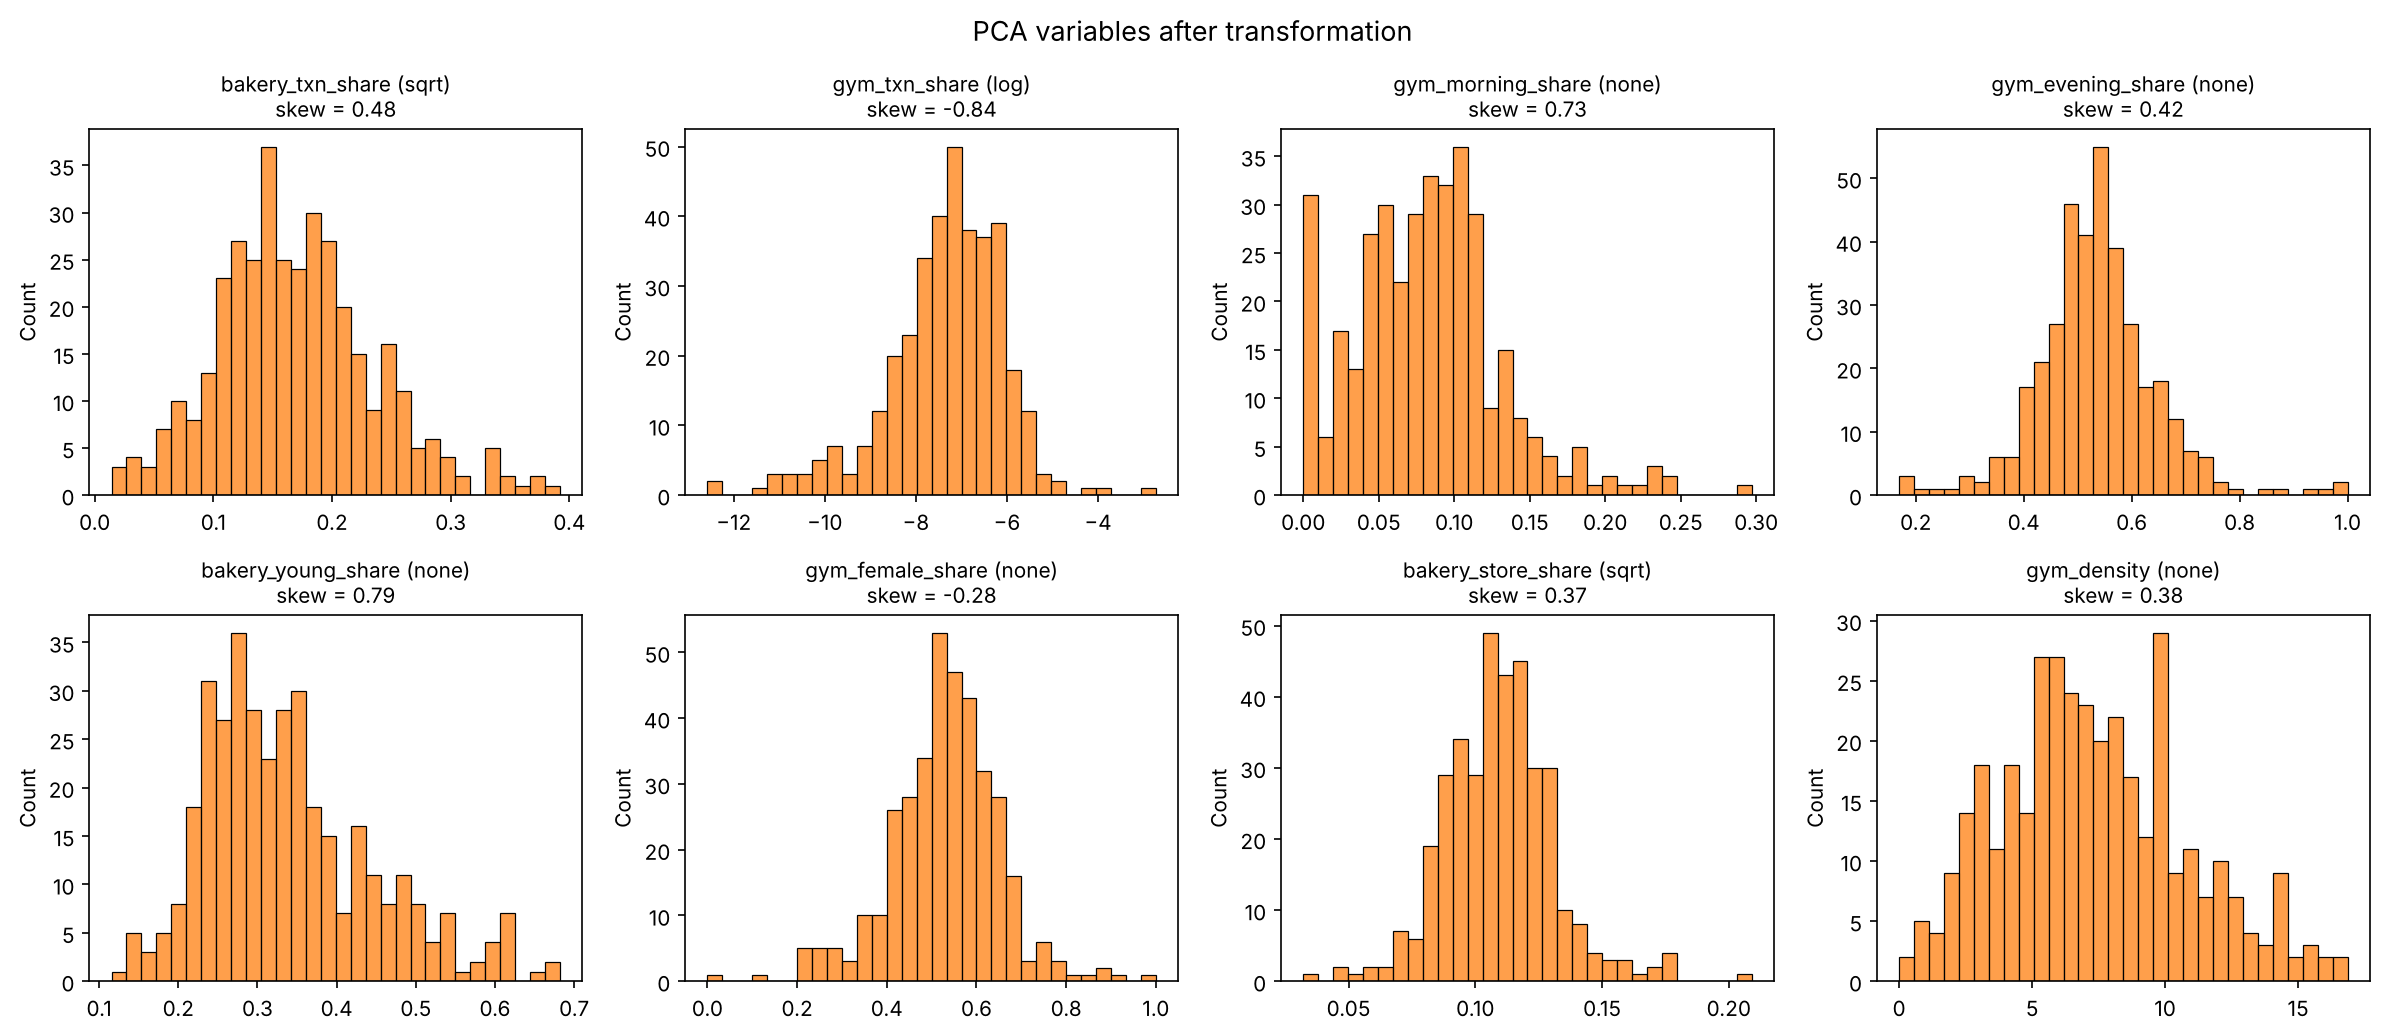 PCA variables after transformation
bakery_txn_share (sqrt)
skew = 0.48
gym_txn_share (log)
skew = -0.84
gym_morning_share (none)
skew = 0.73
gym_evening_share (none)
skew = 0.42
Count
35
30
25
20
15
10
5
0
0.0 0.1 0.2 0.3 0.4
Count
50
40
30
20
10
0
−12 −10 −8 −6 −4
Count
35
30
25
20
15
10
5
0
0.00 0.05 0.10 0.15 0.20 0.25 0.30
Count
50
40
30
20
10
0
0.2 0.4 0.6 0.8 1.0
bakery_young_share (none)
skew = 0.79
gym_female_share (none)
skew = -0.28
bakery_store_share (sqrt)
skew = 0.37
gym_density (none)
skew = 0.38
Count
35
30
25
20
15
10
5
0
0.1 0.2 0.3 0.4 0.5 0.6 0.7
Count
50
40
30
20
10
0
0.0 0.2 0.4 0.6 0.8 1.0
Count
50
40
30
20
10
0
0.05 0.10 0.15 0.20
Count
30
25
20
15
10
5
0
0 5 10 15